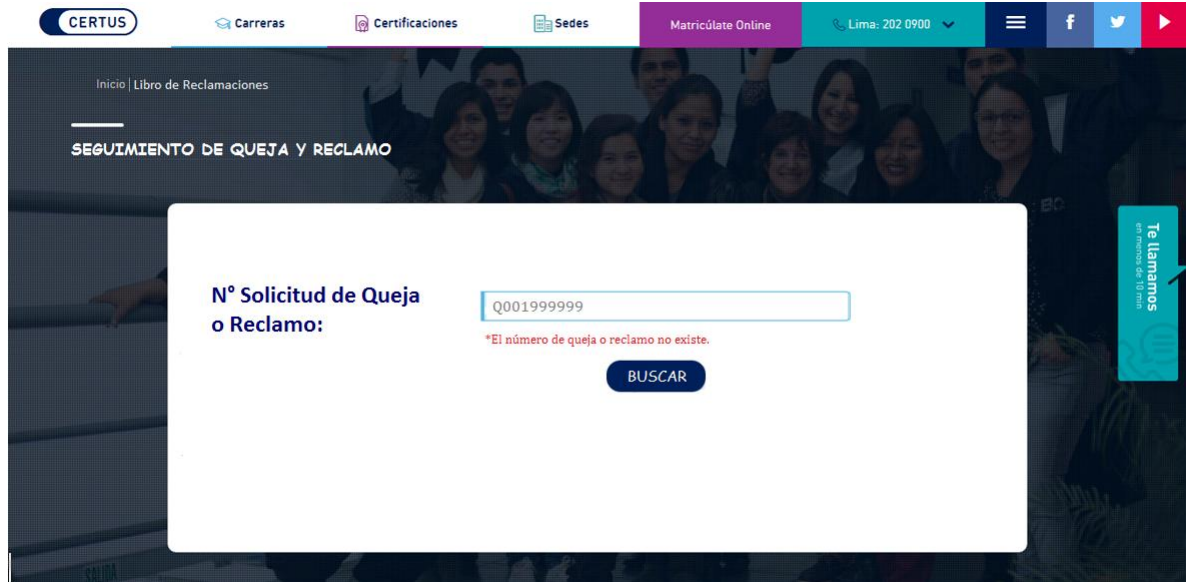 CERTUS
Carreras
Certificaciones
Sedes
Matricúlate Online
Lima: 202 0900
f
Inicio | Libro de Reclamaciones
SEGUIMIENTO DE QUEJA Y RECLAMO
N° Solicitud de Queja
o Reclamo:
Q001999999
*El número de queja o reclamo no existe.
BUSCAR
Te llamamos
en menos de 10 min
SALIDA